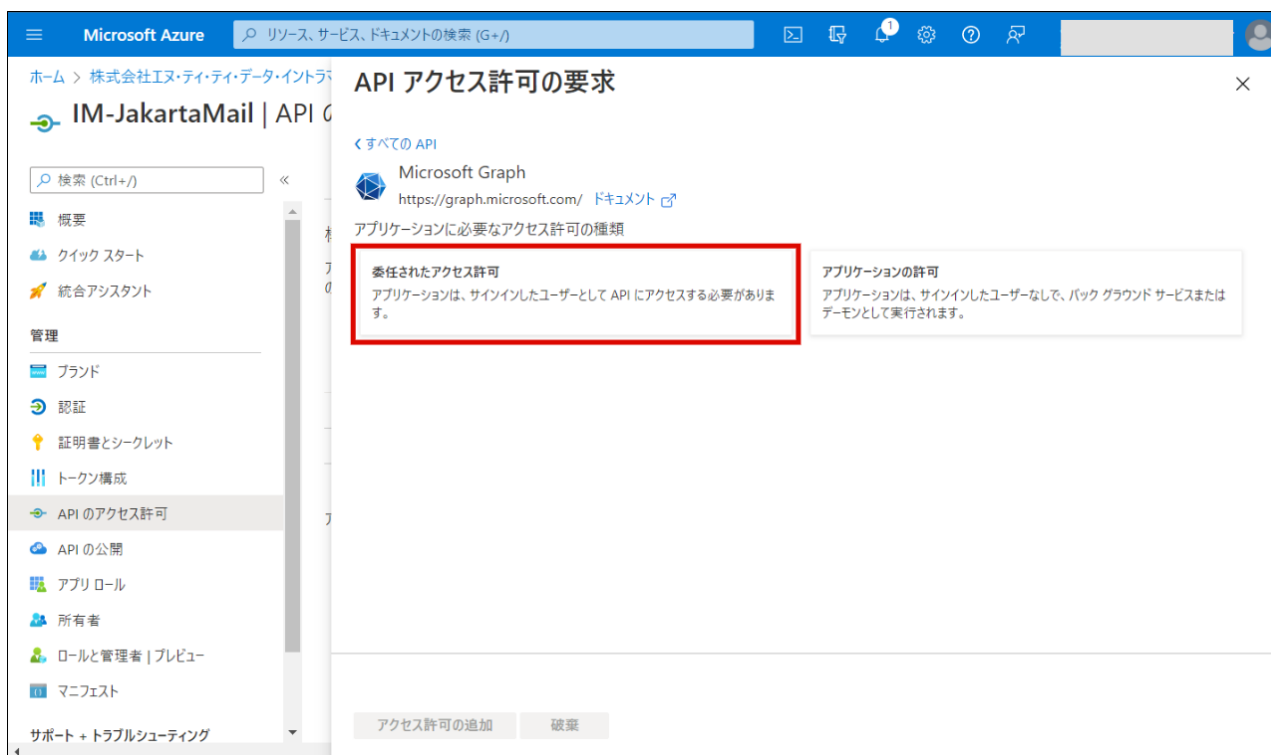 Microsoft Azure
リソース、サービス、ドキュメントの検索 (G+/)
1
ホーム > 株式会社エヌ・ティ・ティ・データ・イントラ
IM-JakartaMail | API の
検索 (Ctrl+/)
«
概要
クイック スタート
統合アシスタント
管理
ブランド
認証
証明書とシークレット
トークン構成
API のアクセス許可
API の公開
アプリ ロール
所有者
ロールと管理者 | プレビュー
マニフェスト
サポート + トラブルシューティング
API アクセス許可の要求
すべての API
Microsoft Graph
https://graph.microsoft.com/ ドキュメント
アプリケーションに必要なアクセス許可の種類
委任されたアクセス許可
アプリケーションは、サインインしたユーザーとして API にアクセスする必要がありま
す。
アプリケーションの許可
アプリケーションは、サインインしたユーザーなしで、バック グラウンド サービスまたは
デーモンとして実行されます。
アクセス許可の追加
破棄